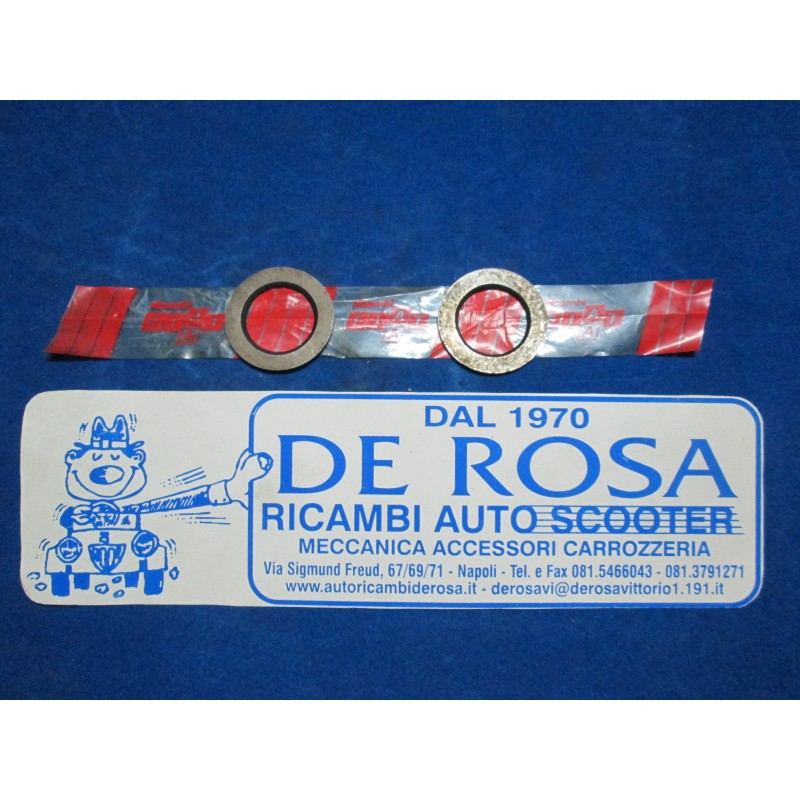 Ricambi
DAL 1970
DE ROSA
RICAMBI AUTO SCOOTER
MECCANICA ACCESSORI CARROZZERIA
Via Sigmund Freud, 67/69/71 - Napoli - Tel. e Fax 081.5466043 - 081.3791271
www.autoricambiderosa.it - derosavi@derosavittorio1.191.it